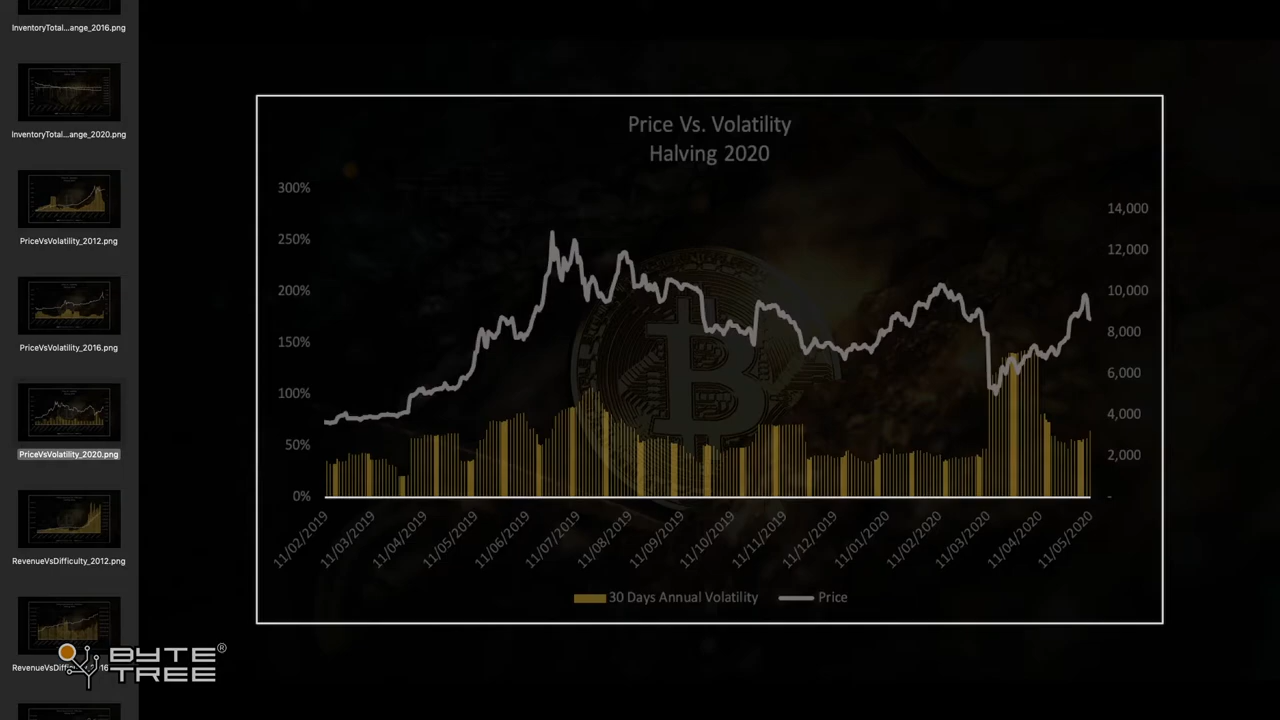 InventoryTotal...ange_2016.png
InventoryTotal...ange_2020.png
PriceVsVolatility_2012.png
PriceVsVolatility_2016.png
PriceVsVolatility_2020.png
RevenueVsDifficulty_2012.png
BYTE
TREE
®
Price Vs. Volatility
Halving 2020
300%
250%
200%
150%
100%
50%
0%
14,000
12,000
10,000
8,000
6,000
4,000
2,000
-
11/02/2019
11/03/2019
11/04/2019
11/05/2019
11/06/2019
11/07/2019
11/08/2019
11/09/2019
11/10/2019
11/11/2019
11/12/2019
11/01/2020
11/02/2020
11/03/2020
11/04/2020
11/05/2020
30 Days Annual Volatility
Price